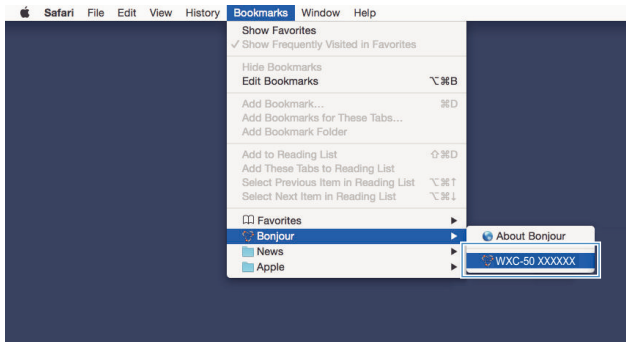 Safari File Edit View History Bookmarks Window Help
Show Favorites
✓ Show Frequently Visited in Favorites
Hide Bookmarks
Edit Bookmarks ⌥⌘B
Add Bookmark... ⌘D
Add Bookmarks for These Tabs...
Add Bookmark Folder
Add to Reading List ⇧⌘D
Add These Tabs to Reading List
Select Previous Item in Reading List ⌥⌘↑
Select Next Item in Reading List ⌥⌘↓
Favorites ▶
Bonjour ▶ About Bonjour
News ▶ WXC-50 XXXXXX
Apple ▶